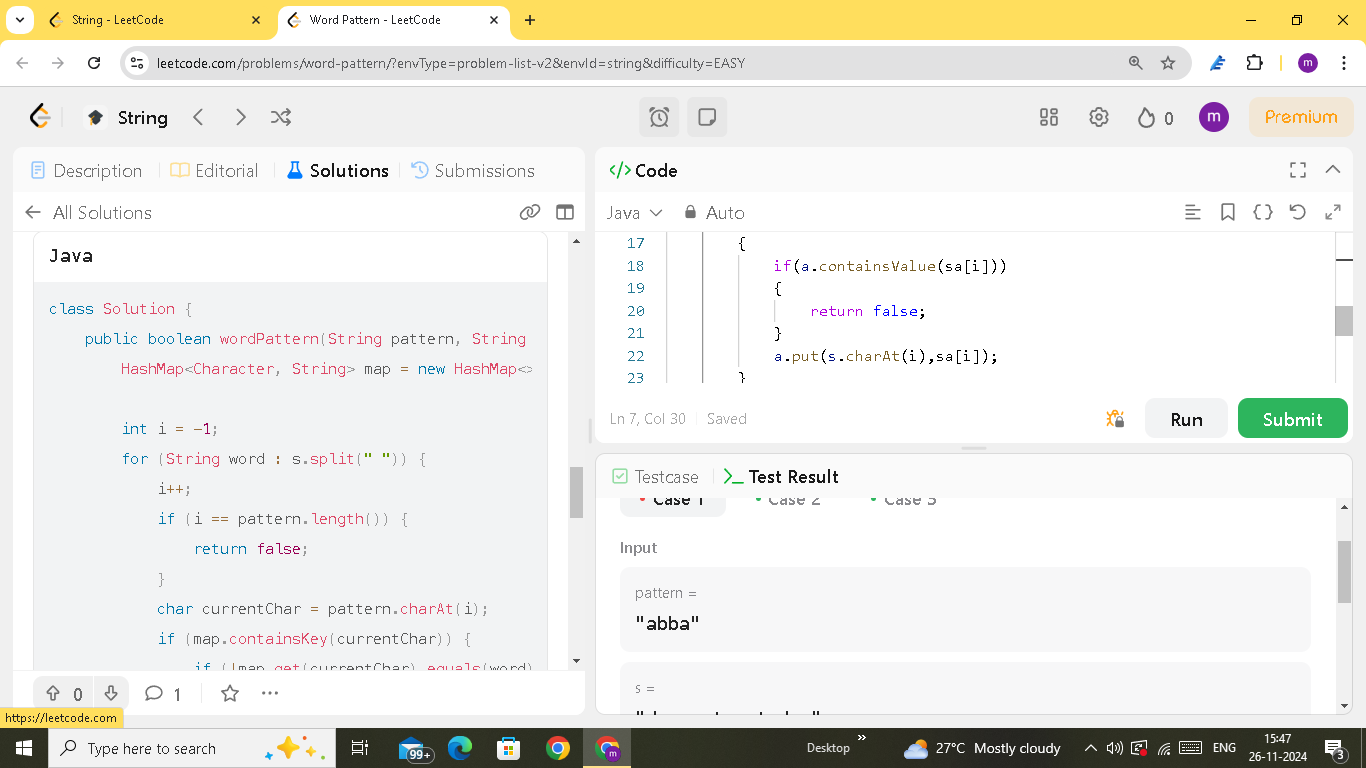 String - LeetCode
Word Pattern - LeetCode
leetcode.com/problems/word-pattern/?envType=problem-list-v2&envId=string&difficulty=EASY
m
String
0
m
Premium
Description
Editorial
Solutions
Submissions
All Solutions
Java
class Solution {
public boolean wordPattern(String pattern, String
HashMap<Character, String> map = new HashMap<>
int i = -1;
for (String word : s.split(" ")) {
i++;
if (i == pattern.length()) {
return false;
}
char currentChar = pattern.charAt(i);
if (map.containsKey(currentChar)) {
if (!map.get(currentChar).equals(word)
0
1
https://leetcode.com
</> Code
Java
Auto
17 {
18 if(a.containsValue(sa[i]))
19 {
20 return false;
21 }
22 a.put(s.charAt(i),sa[i]);
23 }
Ln 7, Col 30
Saved
Run
Submit
Testcase
Test Result
Case 1
Case 2
Case 3
Input
pattern =
"abba"
s =
Type here to search
99+
m
Desktop
27°C Mostly cloudy
ENG
15:47
26-11-2024
3